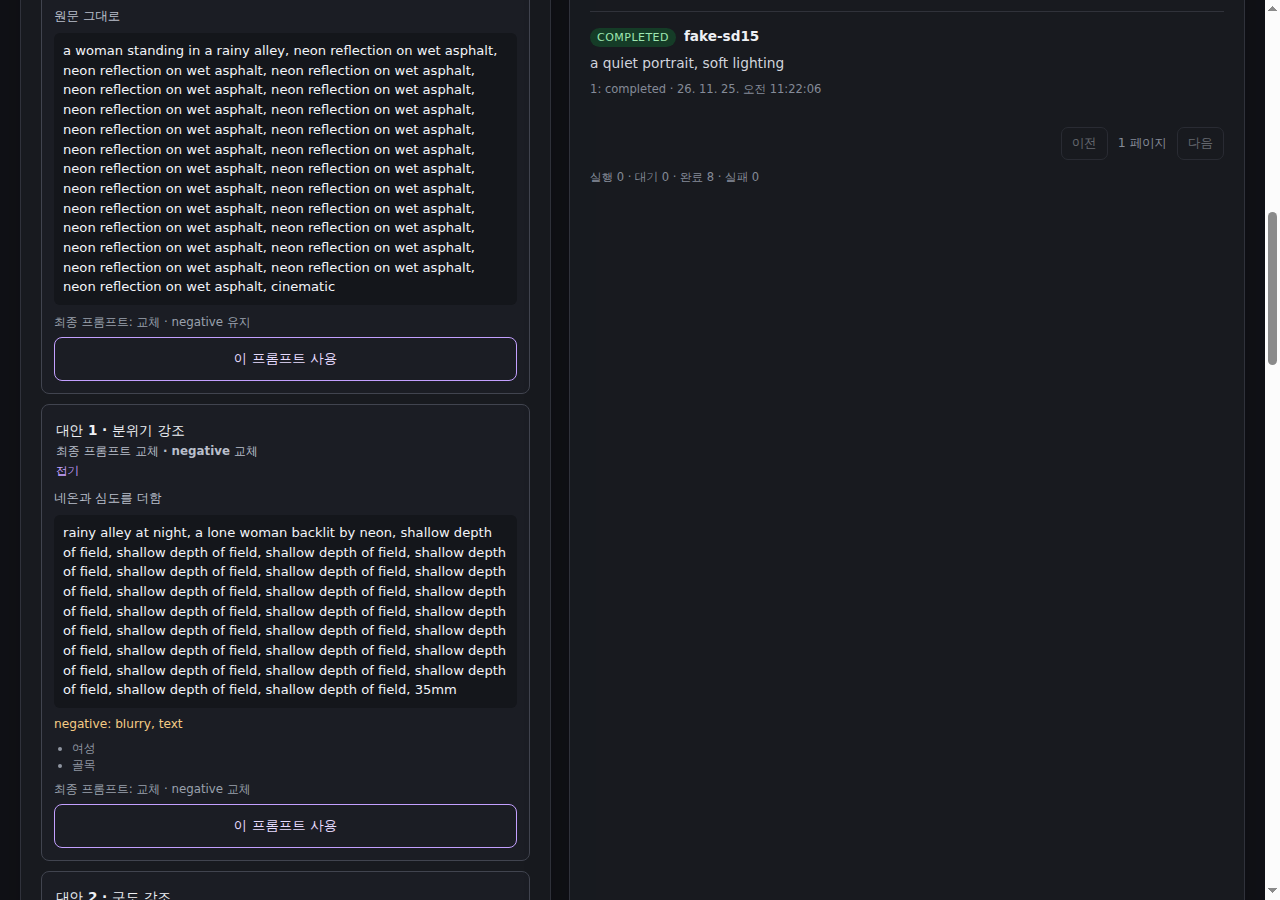 원문 그대로
a woman standing in a rainy alley, neon reflection on wet asphalt,
neon reflection on wet asphalt, neon reflection on wet asphalt,
neon reflection on wet asphalt, neon reflection on wet asphalt,
neon reflection on wet asphalt, neon reflection on wet asphalt,
neon reflection on wet asphalt, neon reflection on wet asphalt,
neon reflection on wet asphalt, neon reflection on wet asphalt,
neon reflection on wet asphalt, neon reflection on wet asphalt,
neon reflection on wet asphalt, neon reflection on wet asphalt,
neon reflection on wet asphalt, neon reflection on wet asphalt,
neon reflection on wet asphalt, neon reflection on wet asphalt,
neon reflection on wet asphalt, neon reflection on wet asphalt,
neon reflection on wet asphalt, neon reflection on wet asphalt,
neon reflection on wet asphalt, cinematic
최종 프롬프트: 교체 · negative 유지
이 프롬프트 사용
대안 1 · 분위기 강조
최종 프롬프트 교체 · negative 교체
접기
네온과 심도를 더함
rainy alley at night, a lone woman backlit by neon, shallow depth
of field, shallow depth of field, shallow depth of field, shallow depth
of field, shallow depth of field, shallow depth of field, shallow depth
of field, shallow depth of field, shallow depth of field, shallow depth
of field, shallow depth of field, shallow depth of field, shallow depth
of field, shallow depth of field, shallow depth of field, shallow depth
of field, shallow depth of field, shallow depth of field, shallow depth
of field, shallow depth of field, shallow depth of field, shallow depth
of field, shallow depth of field, shallow depth of field, 35mm
negative: blurry, text
여성
골목
최종 프롬프트: 교체 · negative 교체
이 프롬프트 사용
대안 2 · 구도 강조
COMPLETED fake-sd15
a quiet portrait, soft lighting
1: completed · 26. 11. 25. 오전 11:22:06
이전 1 페이지 다음
실행 0 · 대기 0 · 완료 8 · 실패 0